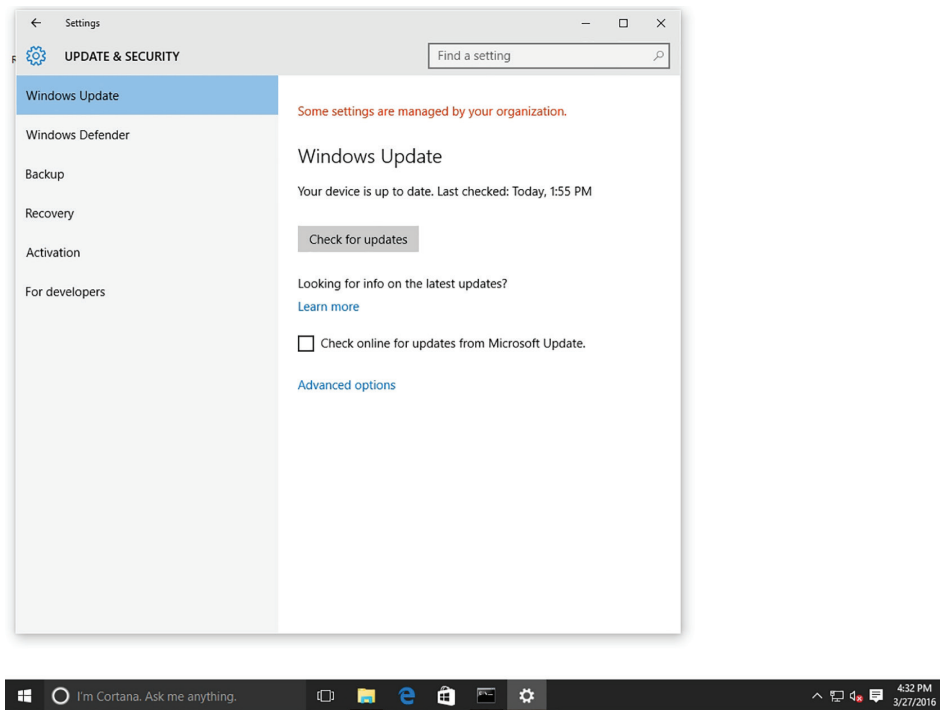 Settings
UPDATE & SECURITY
Find a setting
Windows Update
Windows Defender
Backup
Recovery
Activation
For developers
Some settings are managed by your organization.
Windows Update
Your device is up to date. Last checked: Today, 1:55 PM
Check for updates
Looking for info on the latest updates?
Learn more
Check online for updates from Microsoft Update.
Advanced options
I'm Cortana. Ask me anything.
4:32 PM
3/27/2016